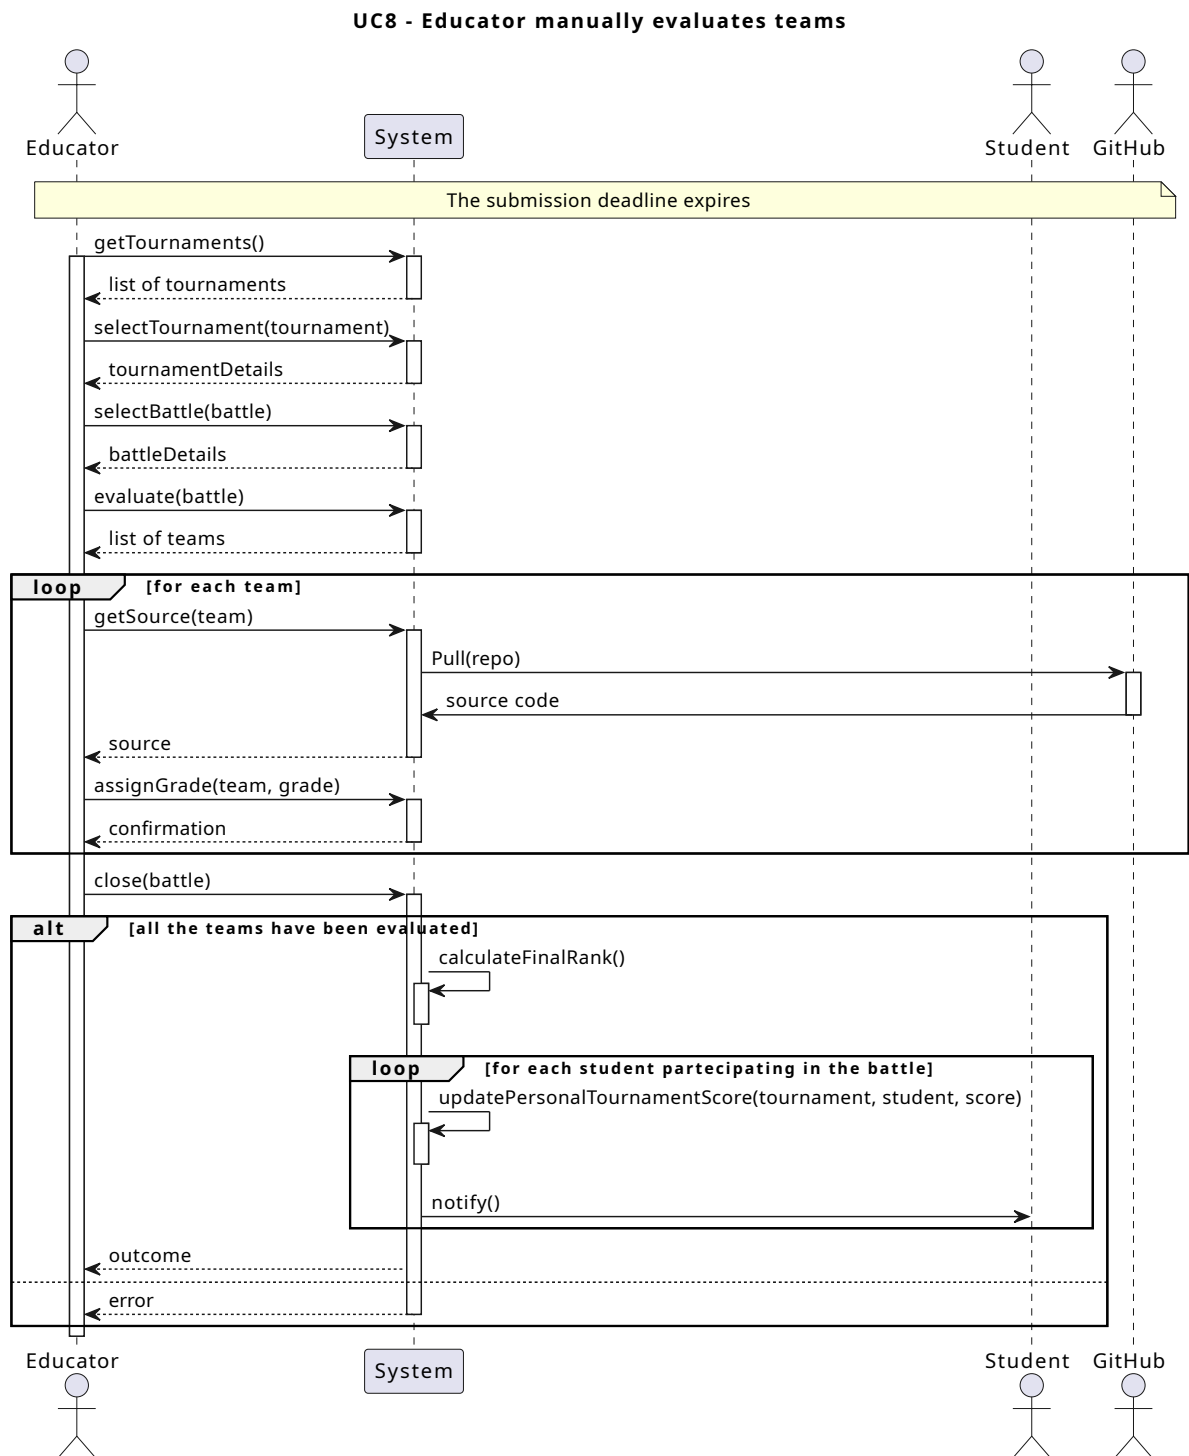 UC8 - Educator manually evaluates teams
Educator
System
Student
GitHub
The submission deadline expires
getTournaments()
list of tournaments
selectTournament(tournament)
tournamentDetails
selectBattle(battle)
battleDetails
evaluate(battle)
list of teams
loop [for each team]
getSource(team)
Pull(repo)
source code
source
assignGrade(team, grade)
confirmation
close(battle)
alt [all the teams have been evaluated]
calculateFinalRank()
loop [for each student partecipating in the battle]
updatePersonalTournamentScore(tournament, student, score)
notify()
outcome
error
Educator
System
Student
GitHub